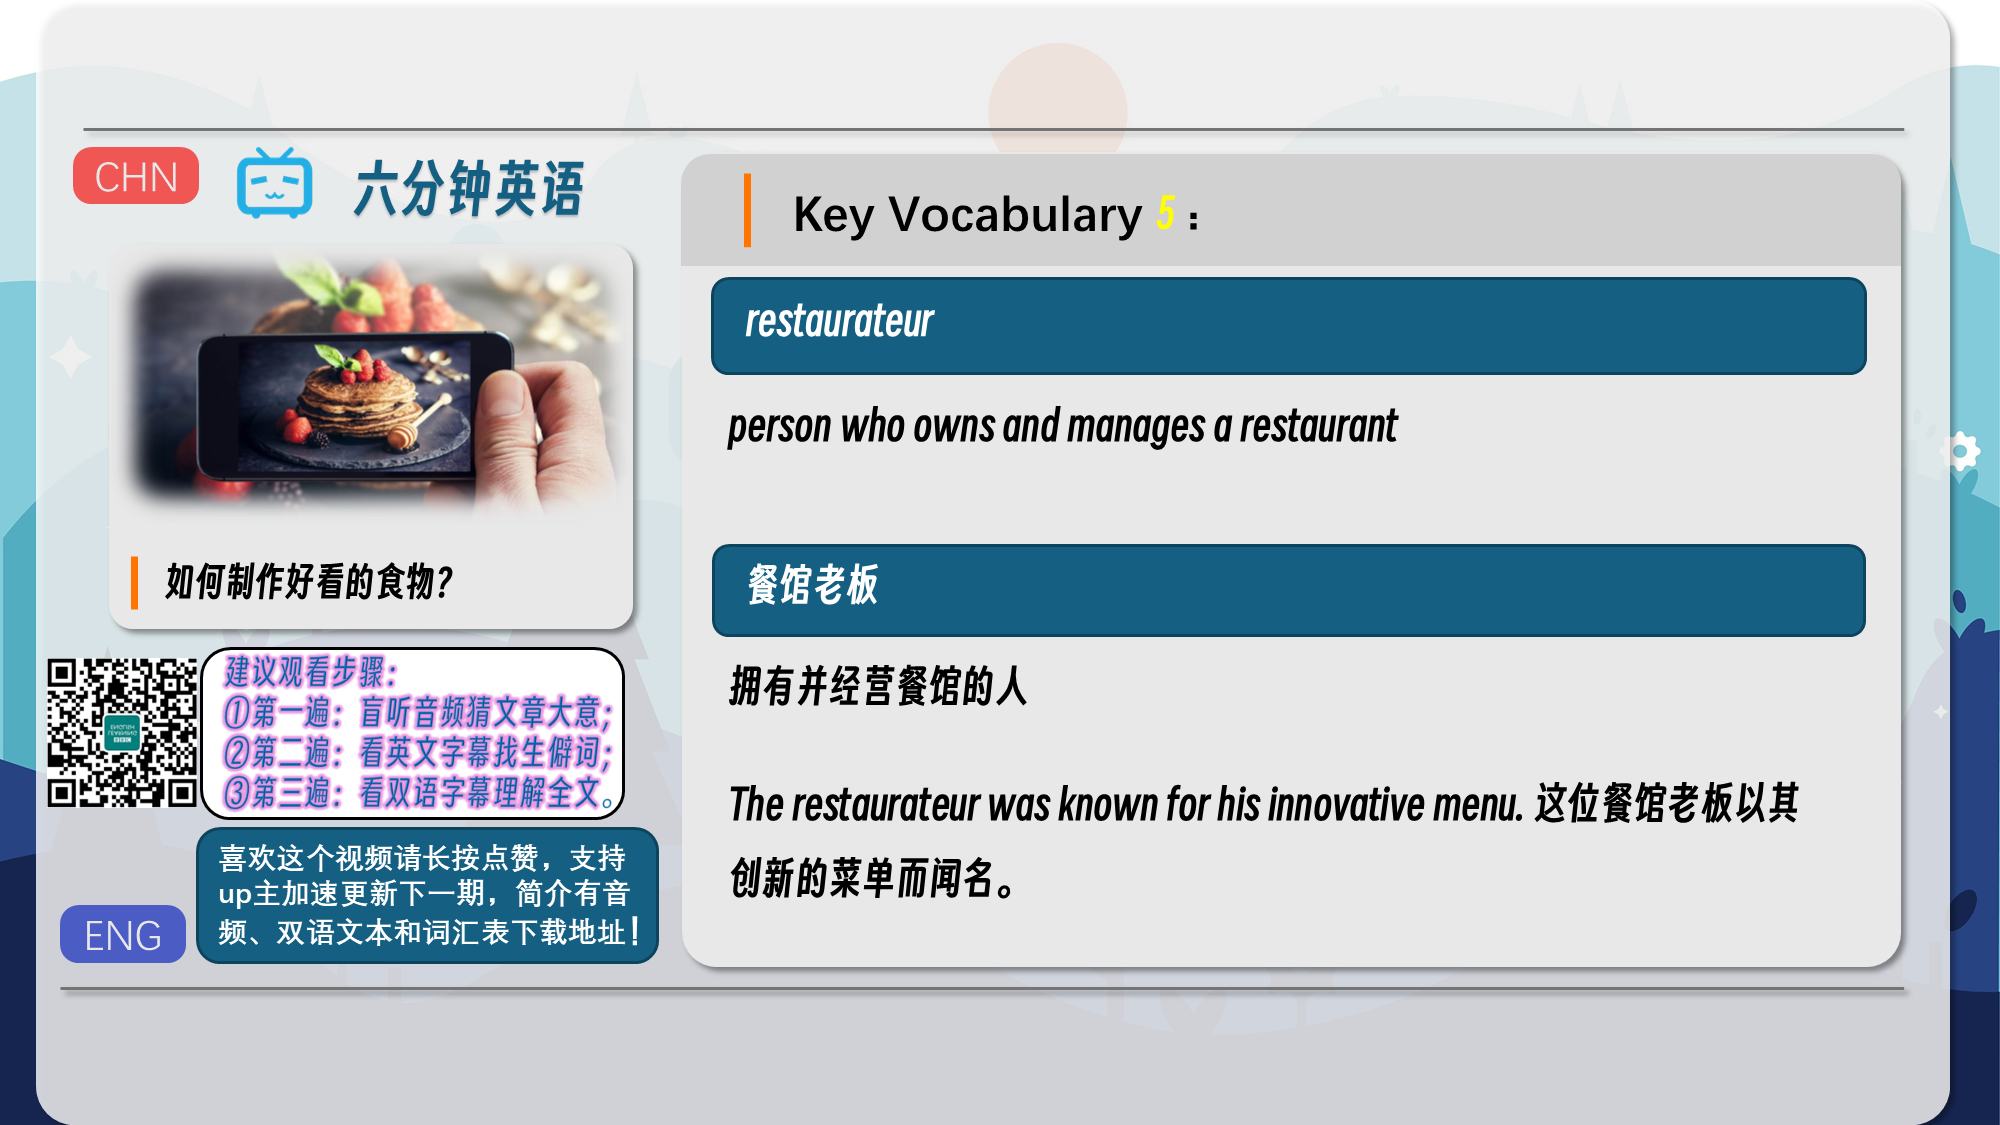 CHN
六分钟英语
如何制作好看的食物？
建议观看步骤：
①第一遍：盲听音频猜文章大意；
②第二遍：看英文字幕找生僻词；
③第三遍：看双语字幕理解全文。
喜欢这个视频请长按点赞，支持
up主加速更新下一期，简介有音
频、双语文本和词汇表下载地址！
ENG
Key Vocabulary 5：
restaurateur
person who owns and manages a restaurant
餐馆老板
拥有并经营餐馆的人
The restaurateur was known for his innovative menu. 这位餐馆老板以其
创新的菜单而闻名。